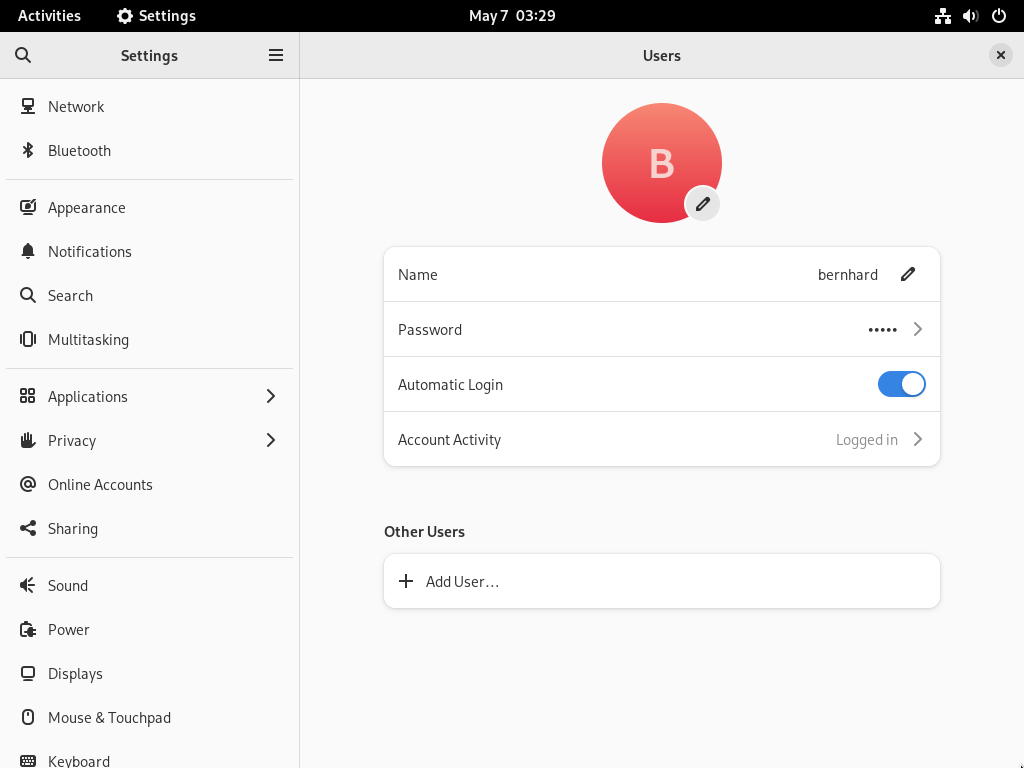 Activities
Settings
May 7 03:29
Settings
Users
Network
Bluetooth
Appearance
Notifications
Search
Multitasking
Applications
Privacy
Online Accounts
Sharing
Sound
Power
Displays
Mouse & Touchpad
Keyboard
B
Name
bernhard
Password
•••••
Automatic Login
Account Activity
Logged in
Other Users
Add User…